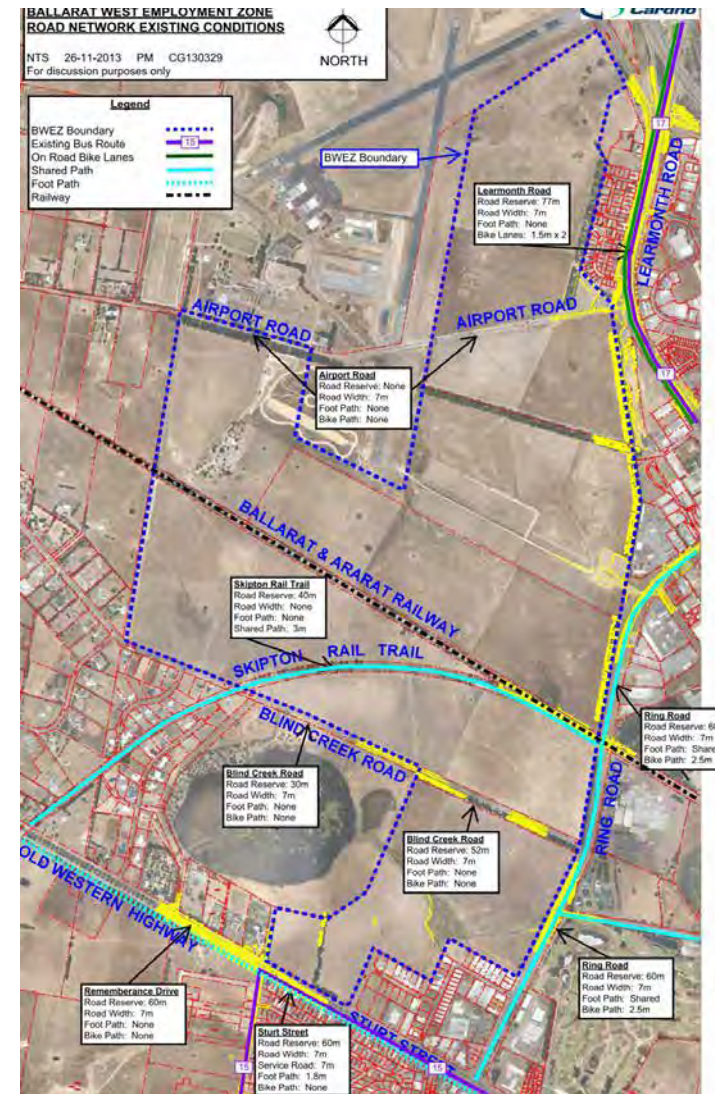 BALLARAT WEST EMPLOYMENT ZONE
ROAD NETWORK EXISTING CONDITIONS
NTS 26-11-2013 PM CG130329
For discussion purposes only
NORTH
Cardno
Legend
BWEZ Boundary
Existing Bus Route 15
On Road Bike Lanes
Shared Path
Foot Path
Railway
BWEZ Boundary
17
Learmonth Road
Road Reserve: 77m
Road Width: 7m
Foot Path: None
Bike Lanes: 1.5m x 2
LEARMONTH ROAD
AIRPORT ROAD
AIRPORT ROAD
17
Airport Road
Road Reserve: None
Road Width: 7m
Foot Path: None
Bike Path: None
BALLARAT & ARARAT RAILWAY
Skipton Rail Trail
Road Reserve: 40m
Road Width: None
Foot Path: None
Shared Path: 3m
SKIPTON RAIL TRAIL
Ring Road
Road Reserve: 6
Road Width: 7m
Foot Path: Share
Bike Path: 2.5m
BLIND CREEK ROAD
Blind Creek Road
Road Reserve: 30m
Road Width: 7m
Foot Path: None
Bike Path: None
RING ROAD
Blind Creek Road
Road Reserve: 52m
Road Width: 7m
Foot Path: None
Bike Path: None
OLD WESTERN HIGHWAY
Rememberance Drive
Road Reserve: 60m
Road Width: 7m
Foot Path: None
Bike Path: None
Ring Road
Road Reserve: 60m
Road Width: 7m
Foot Path: Shared
Bike Path: 2.5m
Sturt Street
Road Reserve: 60m
Road Width: 7m
Service Road: 7m
Foot Path: 1.8m
Bike Path: None
STURT STREET
15
15